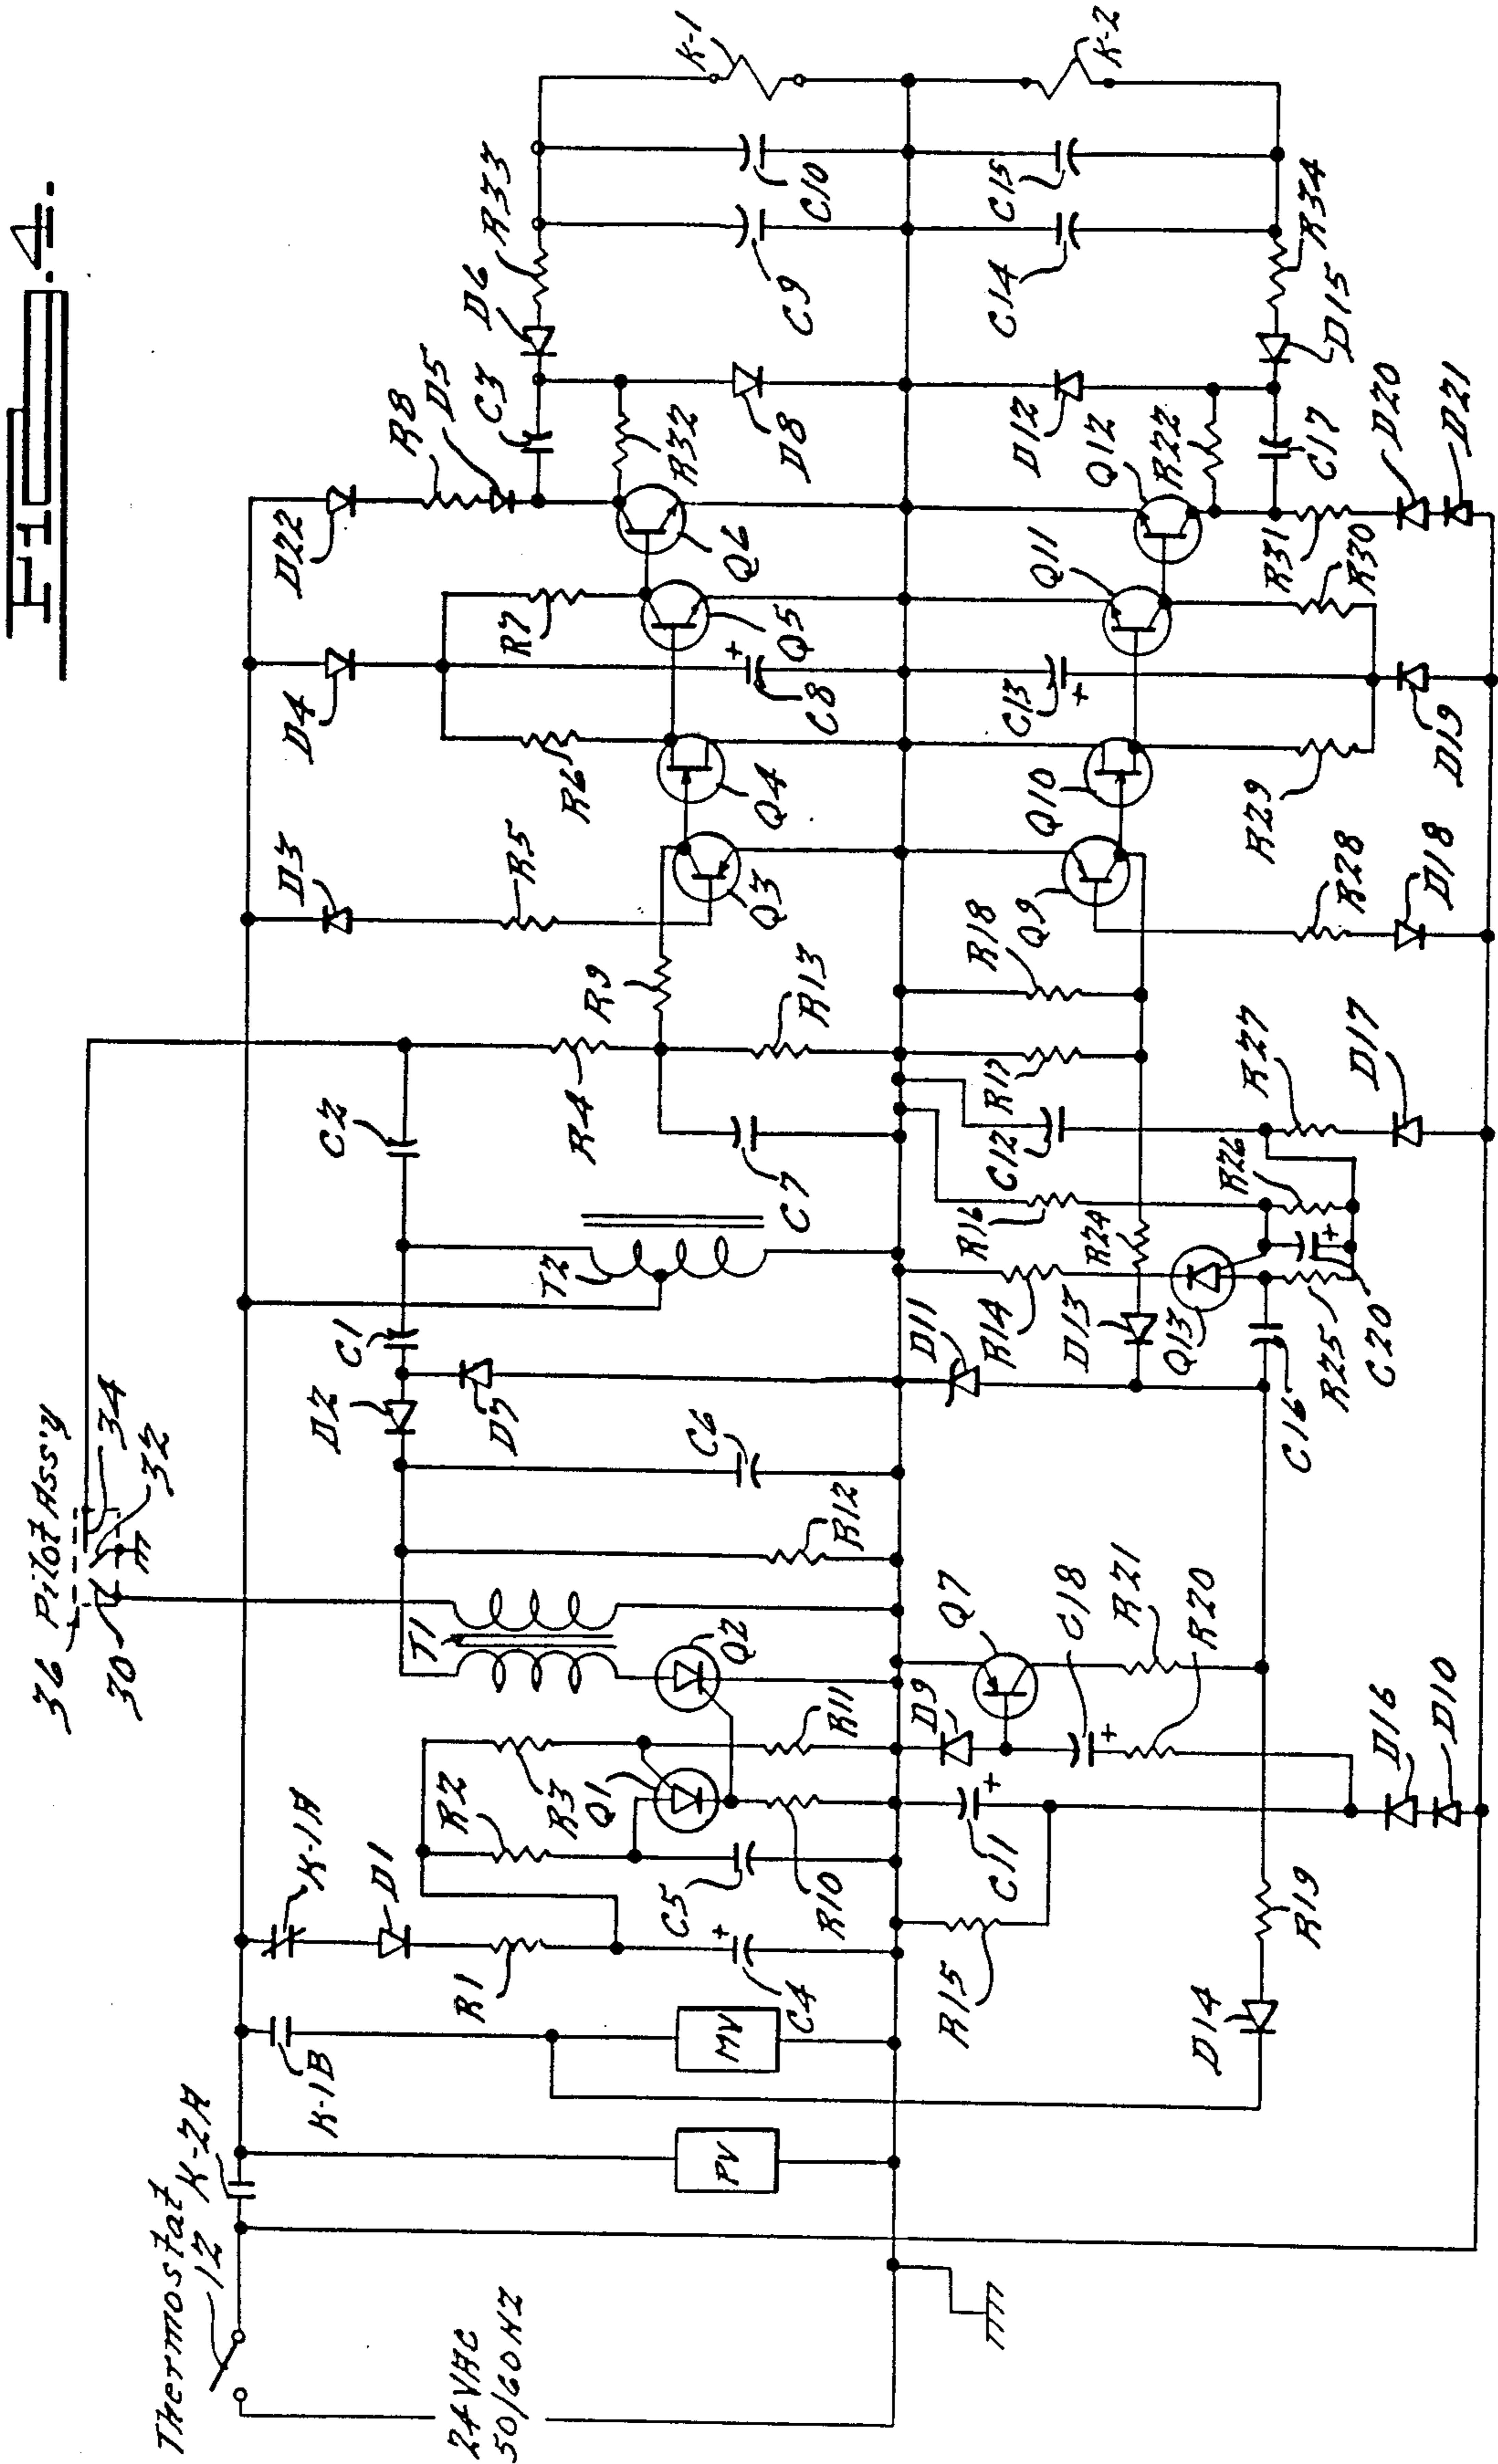 Fig. 4.
36 Pilot Ass'y
30
34
32
Thermostat
12
K-2A
K-1B
K-1A
D1
R1
R2
R3
Q1
T1
Q2
D2
C1
D7
T2
C2
R4
R9
D3
R5
D4
R6
R7
D22
R8
D5
C3
D6
R33
K-1
24VAC
50/60HZ
PV
MV
C4
C5
R10
R11
R12
C6
C7
R13
Q3
Q4
C8
Q5
Q6
R32
D8
C9
C10
R15
C11
D9
Q7
C18
R21
R20
D11
R14
D13
Q13
R24
R16
C12
R17
R18
Q9
Q10
C13
Q11
Q12
D12
R22
C14
C15
K-2
D14
R19
D16
D10
C16
R25
C20
R26
R27
D17
R28
D18
R29
D19
R30
R31
C17
D20
D21
D15
R34